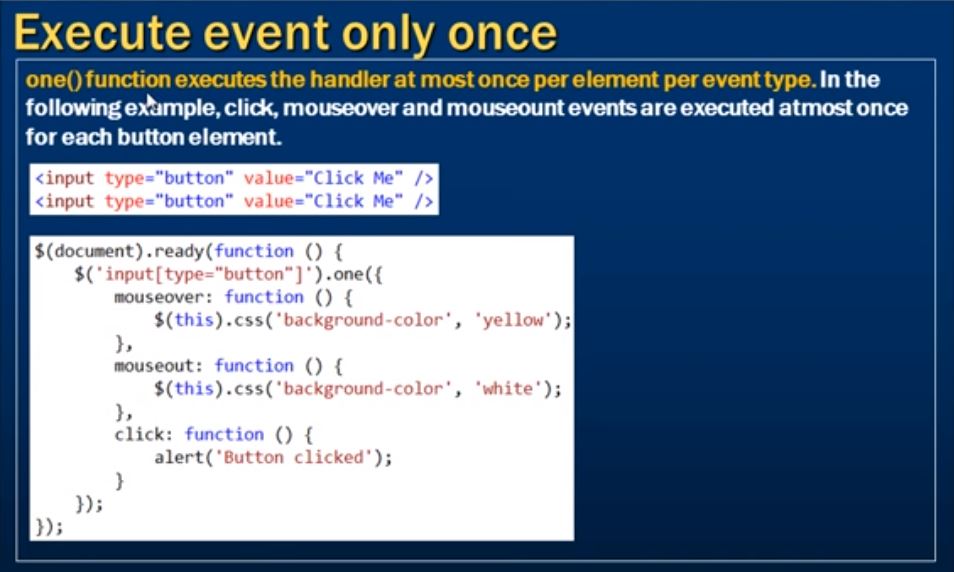 Execute event only once
one() function executes the handler at most once per element per event type. In the
following example, click, mouseover and mouseount events are executed atmost once
for each button element.
<input type="button" value="Click Me" />
<input type="button" value="Click Me" />
$(document).ready(function () {
    $('input[type="button"]').one({
        mouseover: function () {
            $(this).css('background-color', 'yellow');
        },
        mouseout: function () {
            $(this).css('background-color', 'white');
        },
        click: function () {
            alert('Button clicked');
        }
    });
});